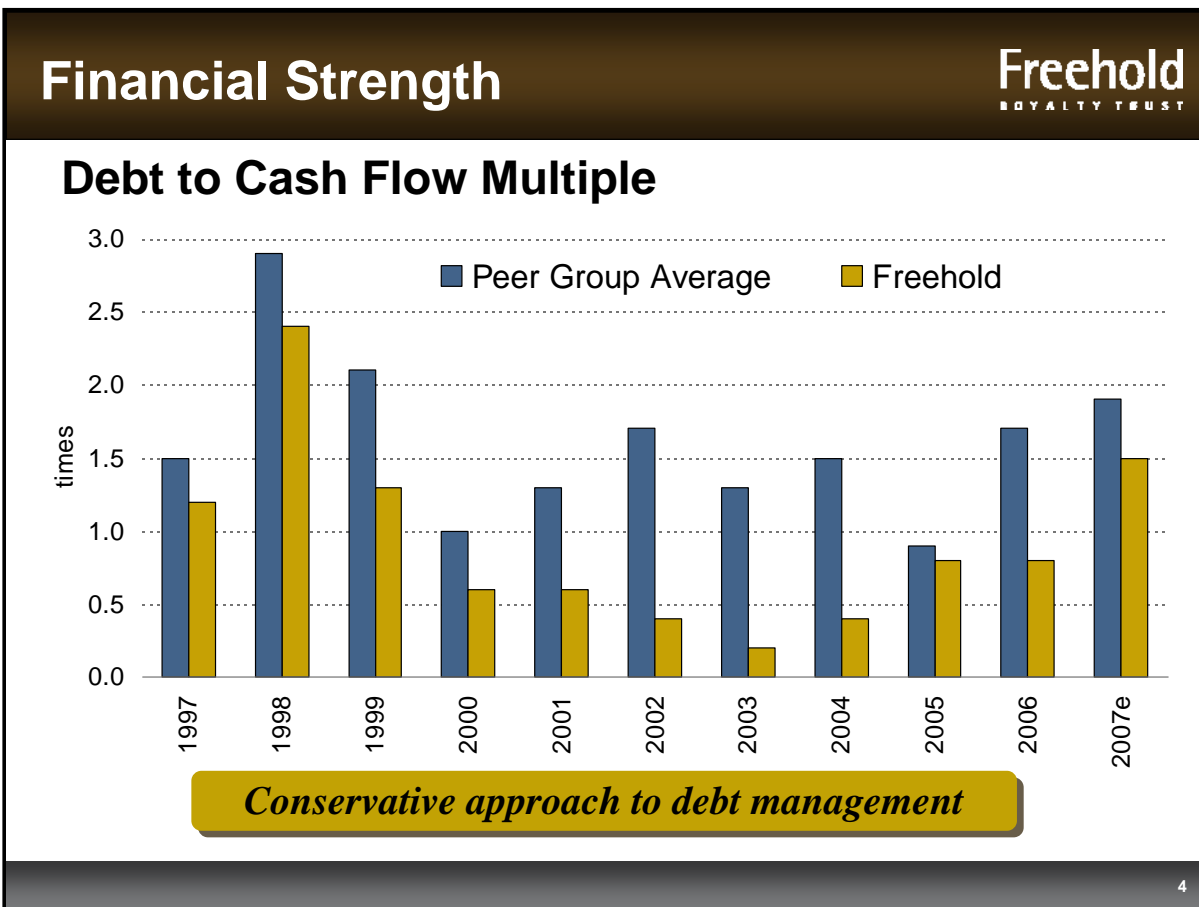 Financial Strength
Freehold
ROYALTY TRUST
Debt to Cash Flow Multiple
3.0
Peer Group Average
Freehold
2.5
2.0
times
1.5
1.0
0.5
0.0
1997
1998
1999
2000
2001
2002
2003
2004
2005
2006
2007e
Conservative approach to debt management
4